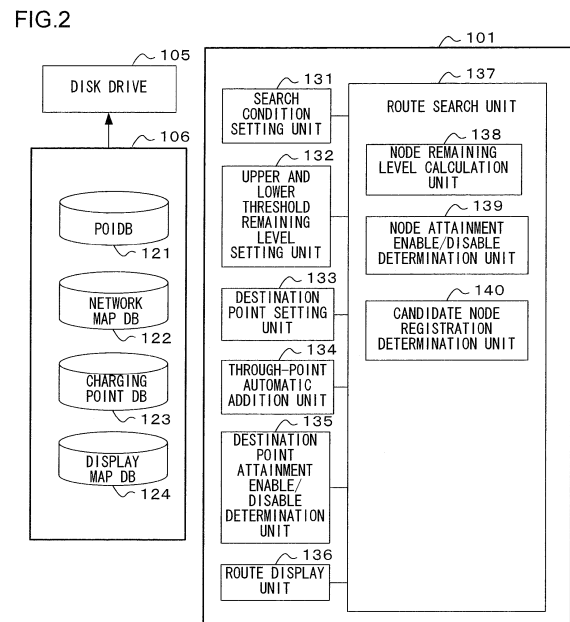 FIG.2
105
DISK DRIVE
106
POIDB
121
NETWORK
MAP DB
122
CHARGING
POINT DB
123
DISPLAY
MAP DB
124
101
131
SEARCH
CONDITION
SETTING UNIT
132
UPPER AND
LOWER
THRESHOLD
REMAINING
LEVEL
SETTING UNIT
133
DESTINATION
POINT SETTING
UNIT
134
THROUGH-POINT
AUTOMATIC
ADDITION UNIT
135
DESTINATION
POINT
ATTAINMENT
ENABLE/
DISABLE
DETERMINATION
UNIT
136
ROUTE DISPLAY
UNIT
137
ROUTE SEARCH UNIT
138
NODE REMAINING
LEVEL CALCULATION
UNIT
139
NODE ATTAINMENT
ENABLE/DISABLE
DETERMINATION UNIT
140
CANDIDATE NODE
REGISTRATION
DETERMINATION UNIT